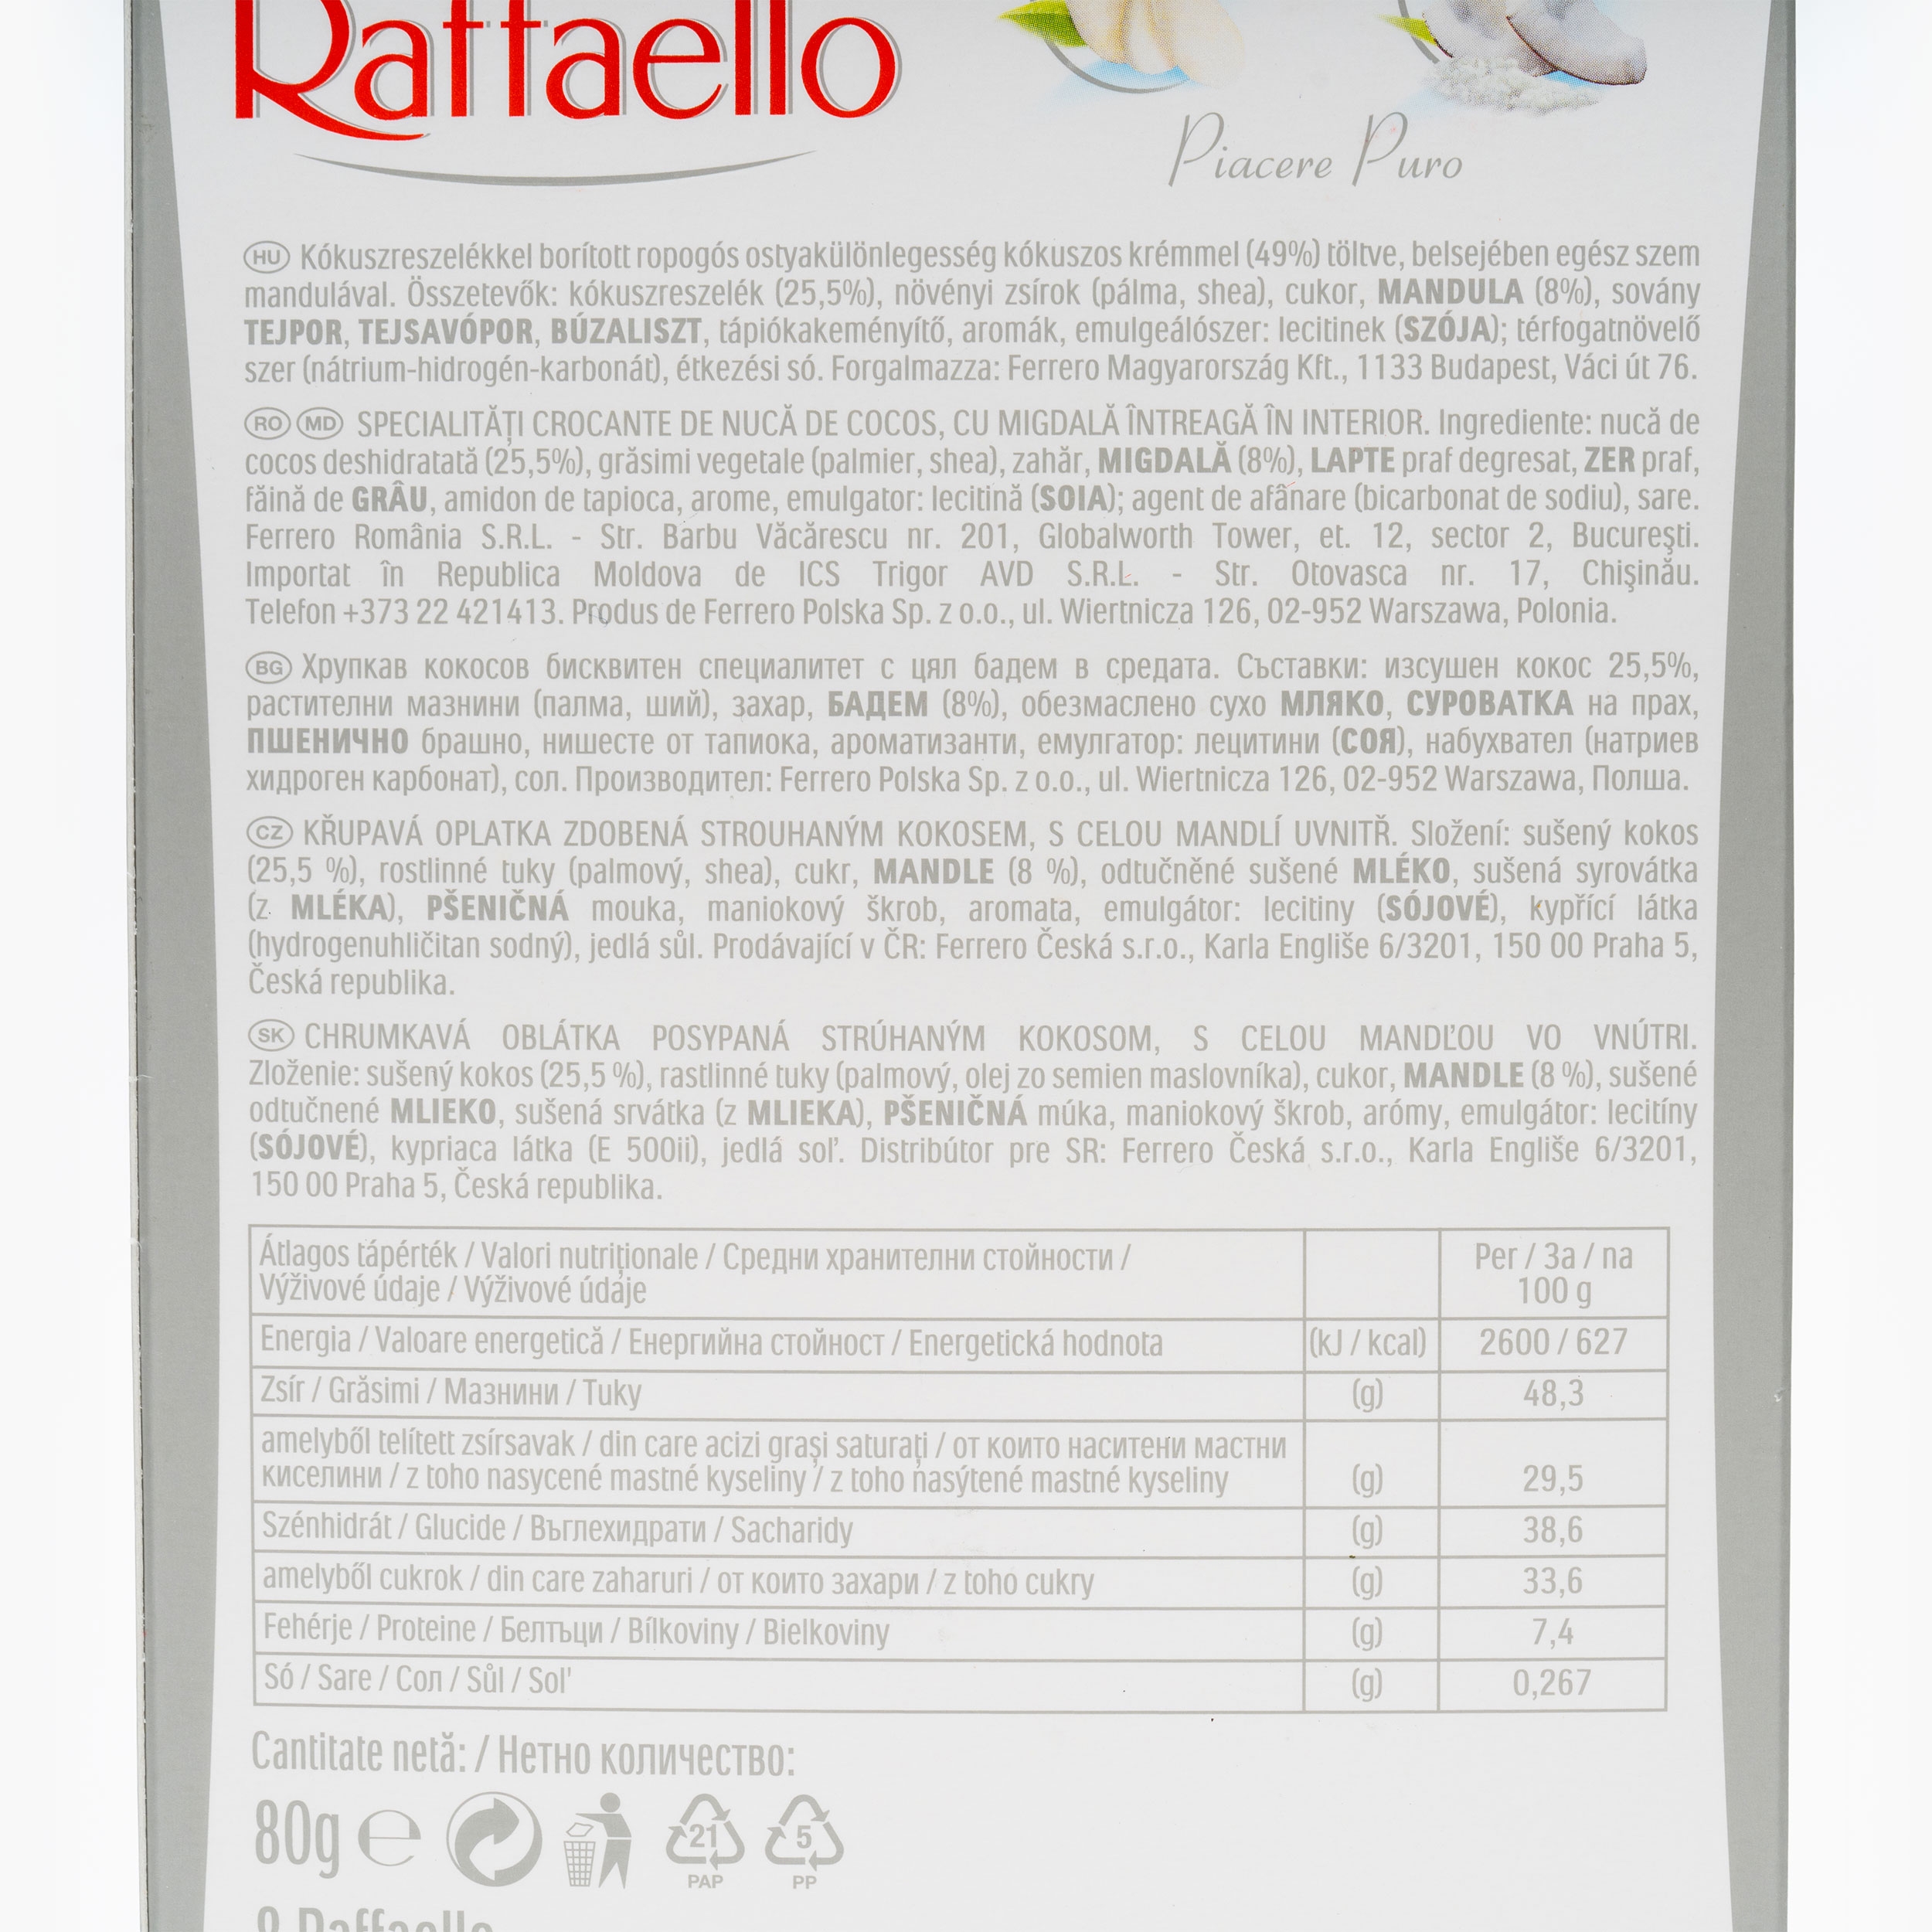 Raffaello
Piacere Puro
HU Kókuszreszelékkel borított ropogós ostyakülönlegesség kókuszos krémmel (49%) töltve, belsejében egész szem
mandulával. Összetevők: kókuszreszelék (25,5%), növényi zsírok (pálma, shea), cukor, MANDULA (8%), sovány
TEJPOR, TEJSAVÓPOR, BÚZALISZT, tápiókakeményítő, aromák, emulgeálószer: lecitinek (SZÓJA); térfogatnövelő
szer (nátrium-hidrogén-karbonát), étkezési só. Forgalmazza: Ferrero Magyarország Kft., 1133 Budapest, Váci út 76.
RO MD SPECIALITĂȚI CROCANTE DE NUCĂ DE COCOS, CU MIGDALĂ ÎNTREAGĂ ÎN INTERIOR. Ingrediente: nucă de
cocos deshidratată (25,5%), grăsimi vegetale (palmier, shea), zahăr, MIGDALĂ (8%), LAPTE praf degresat, ZER praf,
făină de GRÂU, amidon de tapioca, arome, emulgator: lecitină (SOIA); agent de afânare (bicarbonat de sodiu), sare.
Ferrero România S.R.L. - Str. Barbu Văcărescu nr. 201, Globalworth Tower, et. 12, sector 2, București.
Importat în Republica Moldova de ICS Trigor AVD S.R.L. - Str. Otovasca nr. 17, Chișinău.
Telefon +373 22 421413. Produs de Ferrero Polska Sp. z o.o., ul. Wiertnicza 126, 02-952 Warszawa, Polonia.
BG Хрупкав кокосов бисквитен специалитет с цял бадем в средата. Съставки: изсушен кокос 25,5%,
растителни мазнини (палма, ший), захар, БАДЕМ (8%), обезмаслено сухо МЛЯКО, СУРОВАТКА на прах,
ПШЕНИЧНО брашно, нишесте от тапиока, ароматизанти, емулгатор: лецитини (СОЯ), набухвател (натриев
хидроген карбонат), сол. Производител: Ferrero Polska Sp. z o.o., ul. Wiertnicza 126, 02-952 Warszawa, Полша.
CZ KŘUPAVÁ OPLATKA ZDOBENÁ STROUHANÝM KOKOSEM, S CELOU MANDLÍ UVNITŘ. Složení: sušený kokos
(25,5 %), rostlinné tuky (palmový, shea), cukr, MANDLE (8 %), odtučněné sušené MLÉKO, sušená syrovátka
(z MLÉKA), PŠENIČNÁ mouka, maniokový škrob, aromata, emulgátor: lecitiny (SÓJOVÉ), kypřící látka
(hydrogenuhličitan sodný), jedlá sůl. Prodávající v ČR: Ferrero Česká s.r.o., Karla Engliše 6/3201, 150 00 Praha 5,
Česká republika.
SK CHRUMKAVÁ OBLÁTKA POSYPANÁ STRÚHANÝM KOKOSOM, S CELOU MANDĽOU VO VNÚTRI.
Zloženie: sušený kokos (25,5 %), rastlinné tuky (palmový, olej zo semien maslovníka), cukor, MANDLE (8 %), sušené
odtučnené MLIEKO, sušená srvátka (z MLIEKA), PŠENIČNÁ múka, maniokový škrob, arómy, emulgátor: lecitíny
(SÓJOVÉ), kypriaca látka (E 500ii), jedlá soľ. Distribútor pre SR: Ferrero Česká s.r.o., Karla Engliše 6/3201,
150 00 Praha 5, Česká republika.
Átlagos tápérték / Valori nutriționale / Средни хранителни стойности /
Výživové údaje / Výživové údaje
Per / За / na
100 g
Energia / Valoare energetică / Енергийна стойност / Energetická hodnota (kJ / kcal) 2600 / 627
Zsír / Grăsimi / Мазнини / Tuky (g) 48,3
amelyből telített zsírsavak / din care acizi grași saturați / от които наситени мастни
киселини / z toho nasycené mastné kyseliny / z toho nasýtené mastné kyseliny (g) 29,5
Szénhidrát / Glucide / Въглехидрати / Sacharidy (g) 38,6
amelyből cukrok / din care zaharuri / от които захари / z toho cukry (g) 33,6
Fehérje / Proteine / Белтъци / Bílkoviny / Bielkoviny (g) 7,4
Só / Sare / Сол / Sůl / Sol' (g) 0,267
Cantitate netă: / Нетно количество:
80g e
21 5
PAP PP
8 Raffaello